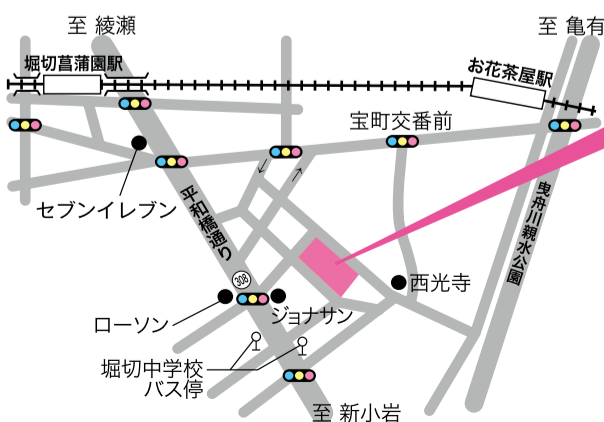 至 綾瀬
至 亀有
堀切菖蒲園駅
お花茶屋駅
宝町交番前
セブンイレブン
平和橋通り
曳舟川親水公園
308
西光寺
ローソン
ジョナサン
堀切中学校
バス停
至 新小岩